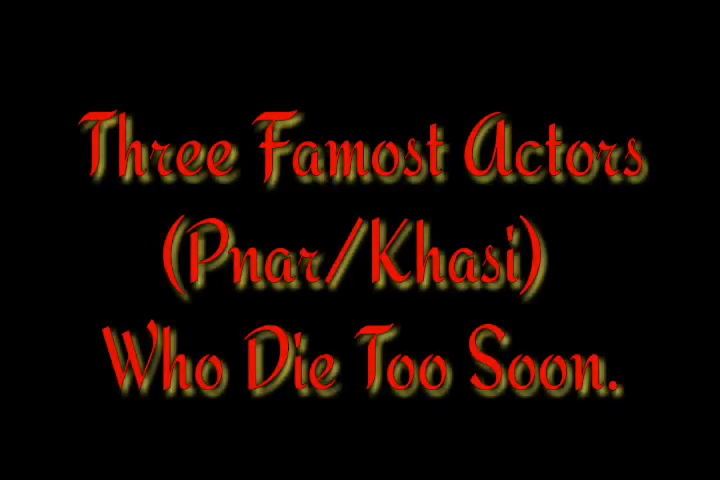 Three Famost Actors
(Pnar/Khasi)
Who Die Too Soon.